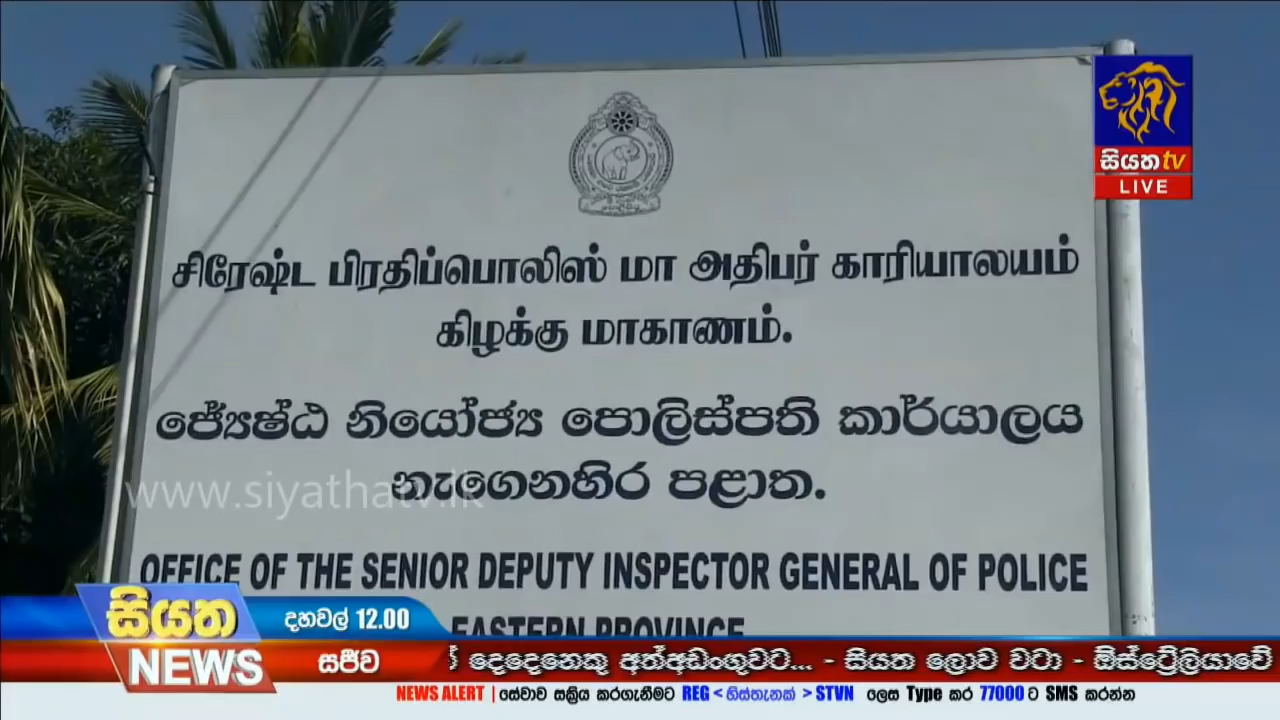 සියත tv
LIVE
சிரேஷ்ட பிரதிப்பொலிஸ் மா அதிபர் காரியாலயம்
கிழக்கு மாகாணம்.
ජ්‍යෙෂ්ඨ නියෝජ්‍ය පොලිස්පති කාර්යාලය
නැගෙනහිර පළාත.
www.siyathatv.lk
OFFICE OF THE SENIOR DEPUTY INSPECTOR GENERAL OF POLICE
EASTERN PROVINCE
සියත
NEWS
දහවල් 12.00
සජීව
දෙදෙනෙකු අත්අඩංගුවට... - සියත ලොව වටා - ඕස්ට්‍රේලියාවේ
NEWS ALERT | සේවාව සක්‍රිය කරගැනීමට REG < හිස්තැනක් > STVN ලෙස Type කර 77000 ට SMS කරන්න